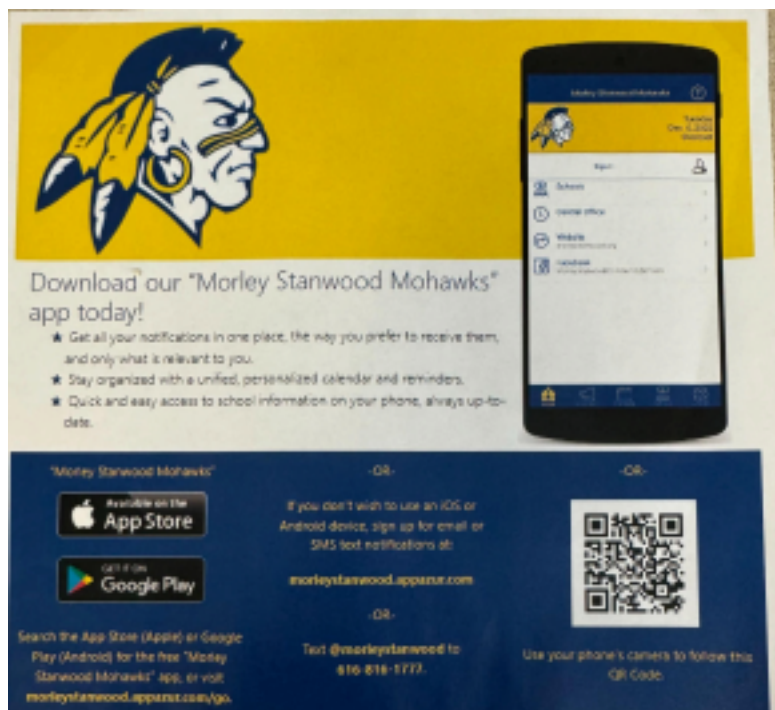 Morley Stanwood Mohawks
Tuesday
Schools
Central Office
Website
Facebook
Download our "Morley Stanwood Mohawks"
app today!
★ Get all your notifications in one place, the way you prefer to receive them,
and only what is relevant to you.
★ Stay organized with a unified, personalized calendar and reminders.
★ Quick and easy access to school information on your phone, always up-to-
date.
"Morley Stanwood Mohawks"
Available on the
App Store
GET IT ON
Google Play
Search the App Store (Apple) or Google
Play (Android) for the free "Morley
Stanwood Mohawks" app, or visit
morleystanwood.appazur.com/go.
-OR-
If you don't wish to use an iOS or
Android device, sign up for email or
SMS text notifications at:
morleystanwood.appazur.com
-OR-
Text @morleystanwood to
616-816-1777.
-OR-
Use your phone's camera to follow this
QR Code.